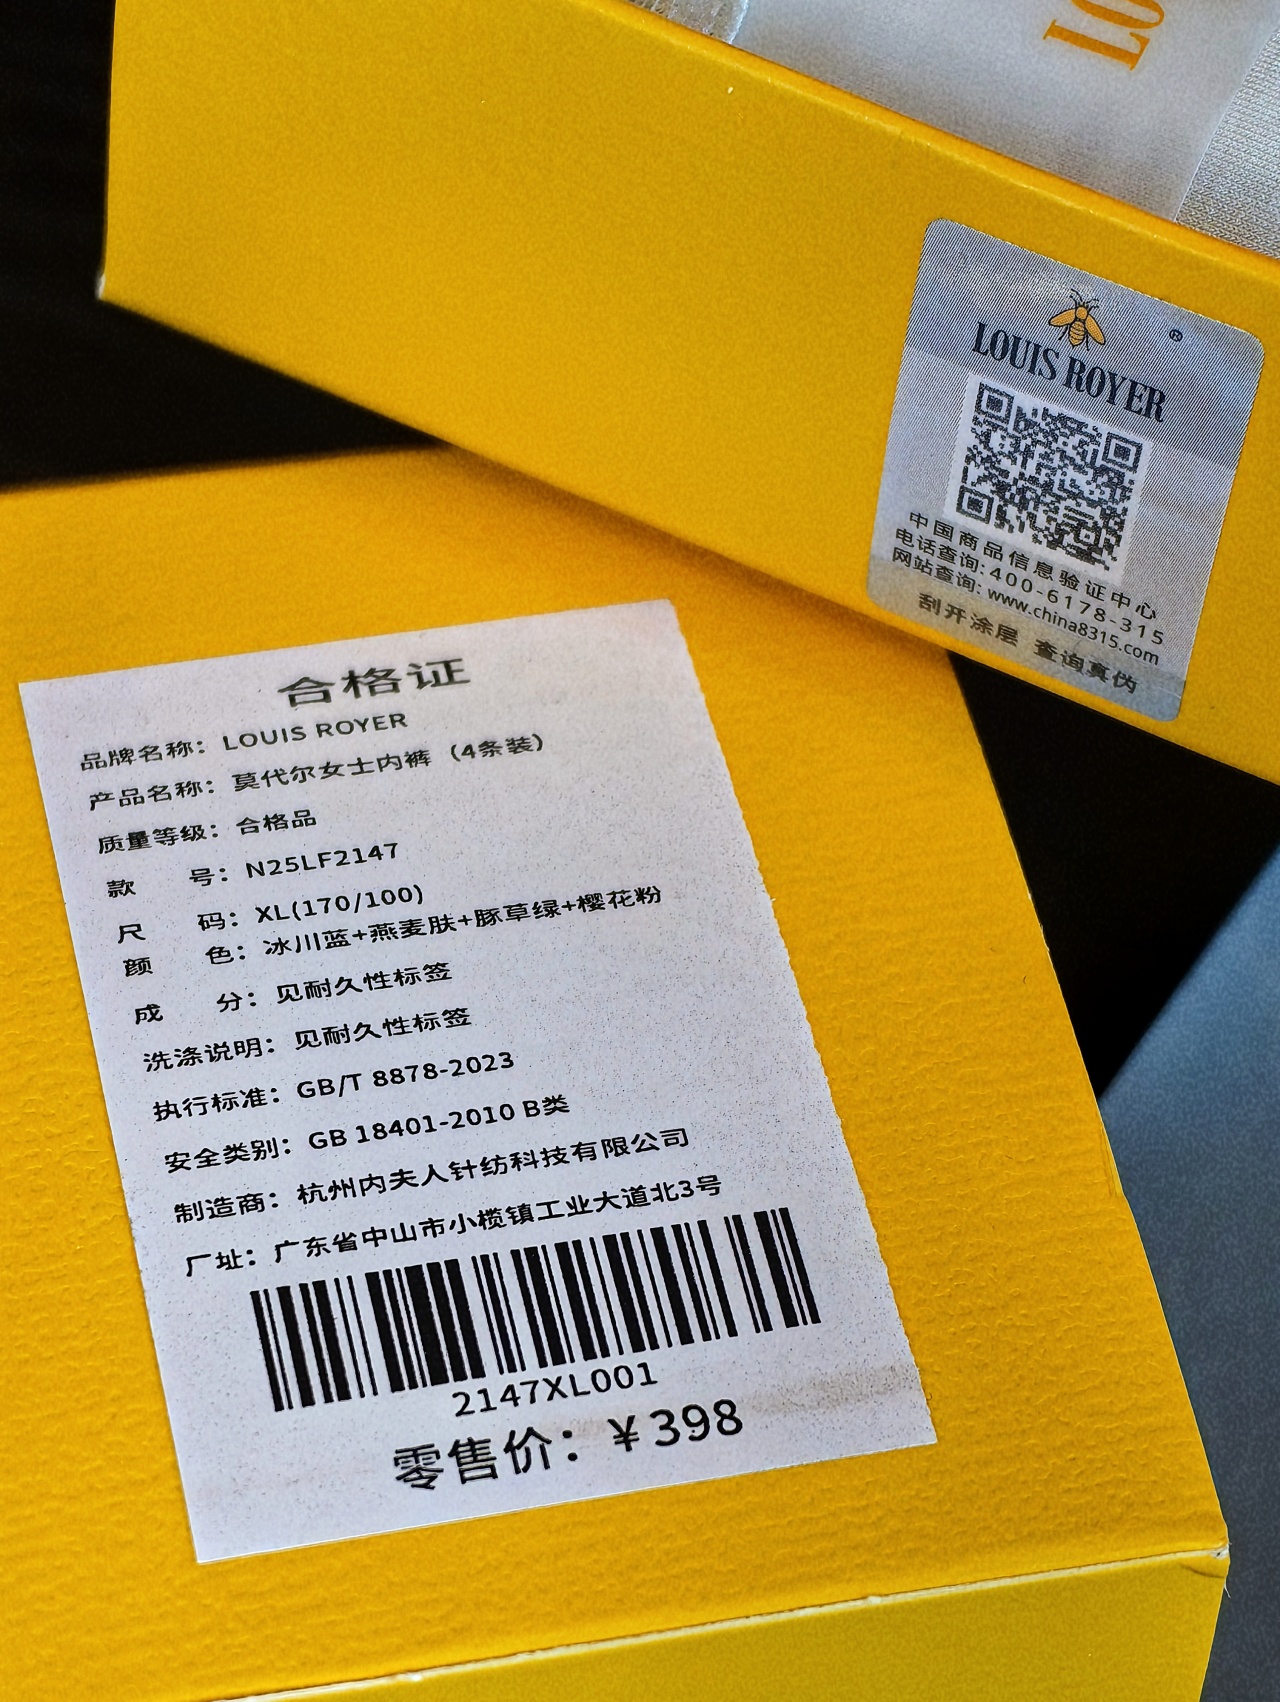 LO
®
LOUIS ROYER
中国商品信息验证中心
电话查询:400-6178-315
网站查询: www.china8315.com
刮开涂层 查询真伪
合格证
品牌名称：LOUIS ROYER
产品名称：莫代尔女士内裤（4条装）
质量等级：合格品
款 号：N25LF2147
尺 码：XL(170/100)
颜 色：冰川蓝+燕麦肤+豚草绿+樱花粉
成 分：见耐久性标签
洗涤说明：见耐久性标签
执行标准：GB/T 8878-2023
安全类别：GB 18401-2010 B类
制造商：杭州内夫人针纺科技有限公司
厂址：广东省中山市小榄镇工业大道北3号
2147XL001
零售价：￥398